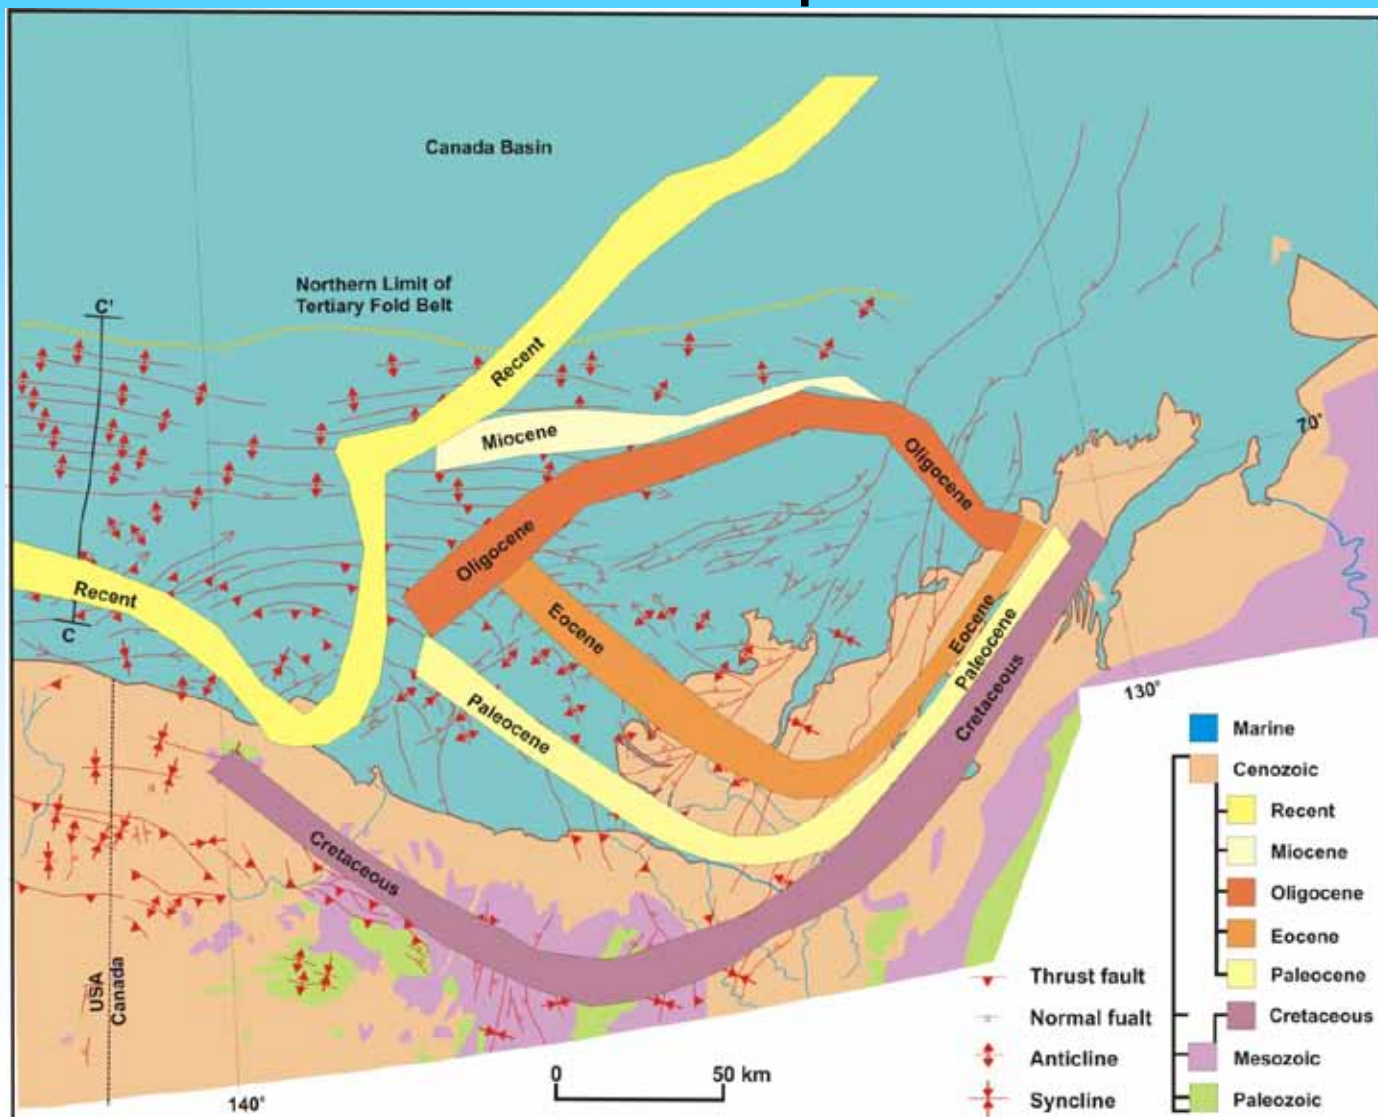 Canada Basin
Northern Limit of
Tertiary Fold Belt
C'
Recent
Miocene
70°
Oligocene
Oligocene
Recent
C
Eocene
Eocene
Paleocene
Paleocene
Cretaceous
130°
Cretaceous
USA
Canada
140°
0 50 km
Thrust fault
Normal fualt
Anticline
Syncline
Marine
Cenozoic
Recent
Miocene
Oligocene
Eocene
Paleocene
Cretaceous
Mesozoic
Paleozoic